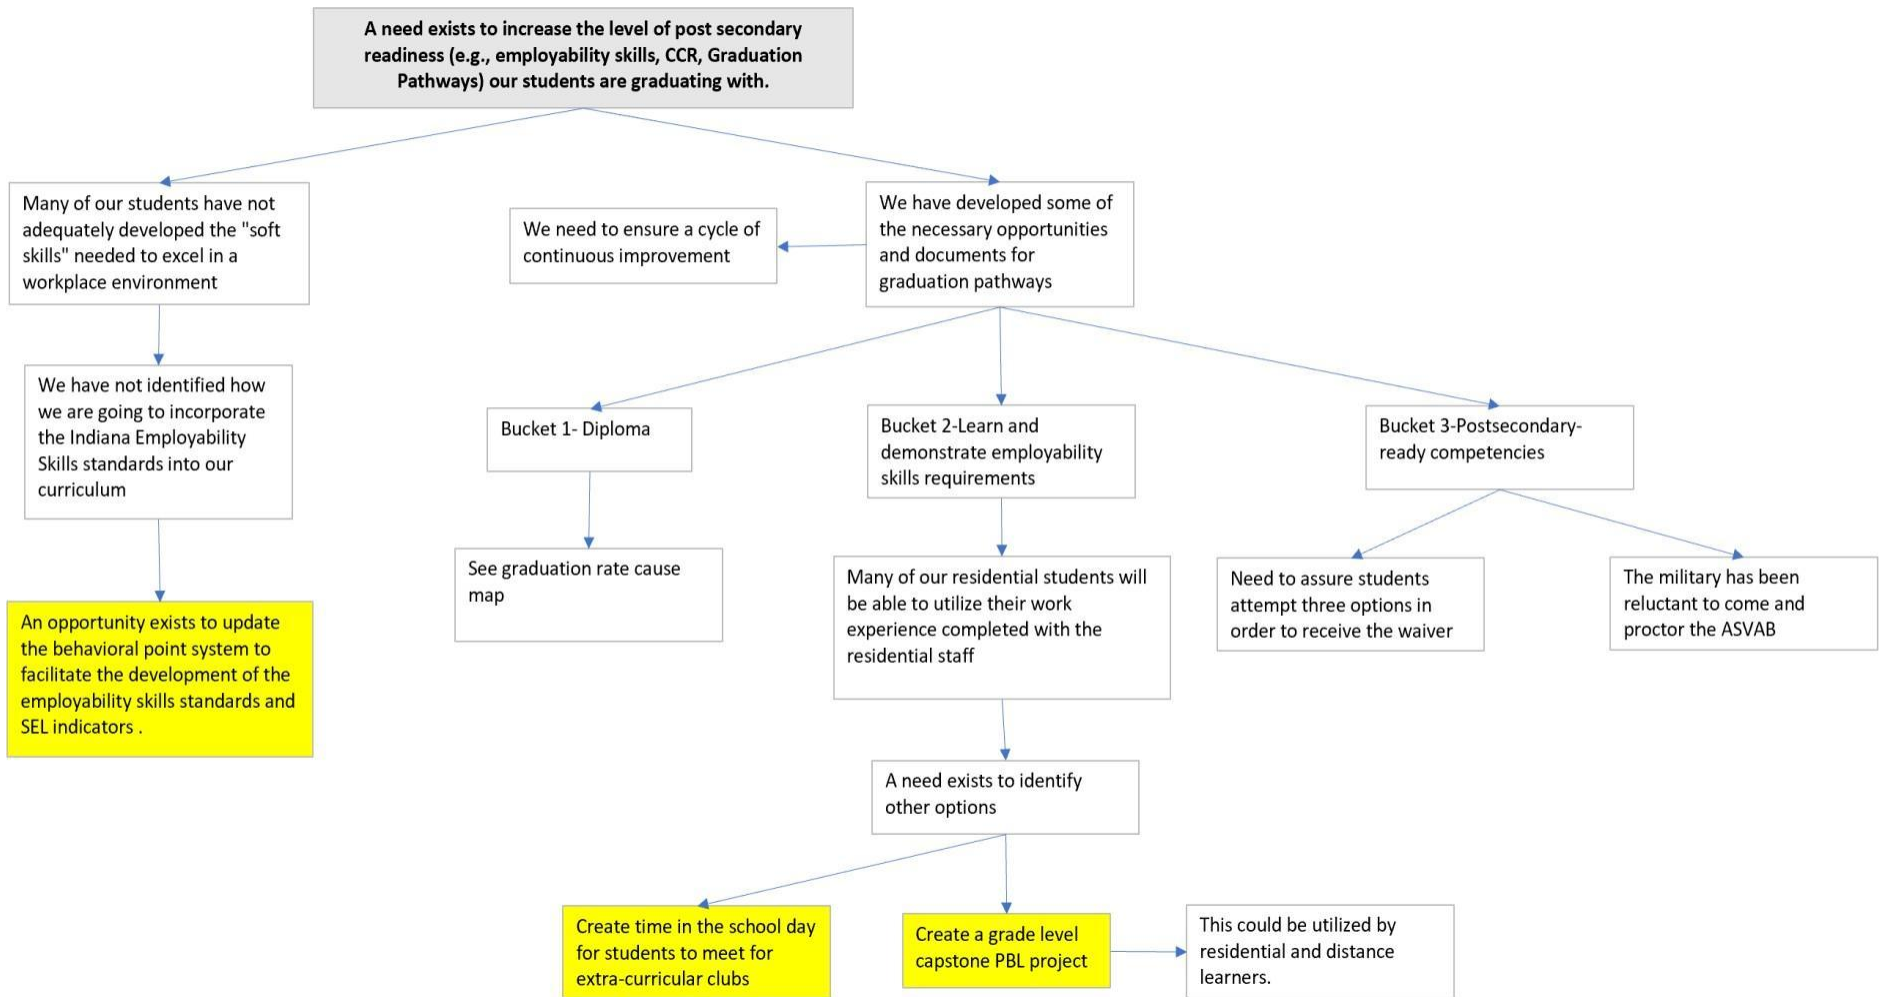 A need exists to increase the level of post secondary
readiness (e.g., employability skills, CCR, Graduation
Pathways) our students are graduating with.
Many of our students have not
adequately developed the "soft
skills" needed to excel in a
workplace environment
We need to ensure a cycle of
continuous improvement
We have developed some of
the necessary opportunities
and documents for
graduation pathways
We have not identified how
we are going to incorporate
the Indiana Employability
Skills standards into our
curriculum
Bucket 1- Diploma
Bucket 2-Learn and
demonstrate employability
skills requirements
Bucket 3-Postsecondary-
ready competencies
An opportunity exists to update
the behavioral point system to
facilitate the development of the
employability skills standards and
SEL indicators .
See graduation rate cause
map
Many of our residential students will
be able to utilize their work
experience completed with the
residential staff
Need to assure students
attempt three options in
order to receive the waiver
The military has been
reluctant to come and
proctor the ASVAB
A need exists to identify
other options
Create time in the school day
for students to meet for
extra-curricular clubs
Create a grade level
capstone PBL project
This could be utilized by
residential and distance
learners.